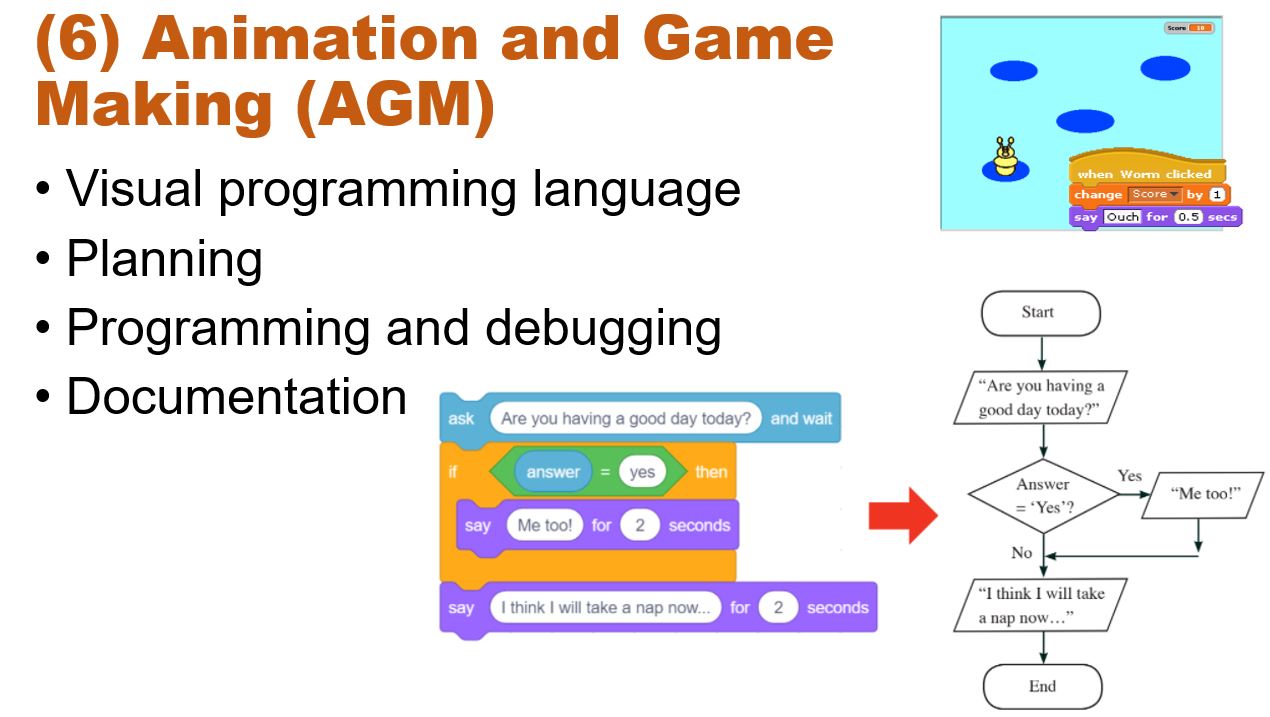 (6) Animation and Game
Making (AGM)
• Visual programming language
• Planning
• Programming and debugging
• Documentation
Score 18
when Worm clicked
change Score by 1
say Ouch for 0.5 secs
ask Are you having a good day today? and wait
if answer = yes then
say Me too! for 2 seconds
say I think I will take a nap now... for 2 seconds
Start
“Are you having a
good day today?”
Answer
= ‘Yes’?
Yes
“Me too!”
No
“I think I will take
a nap now…”
End